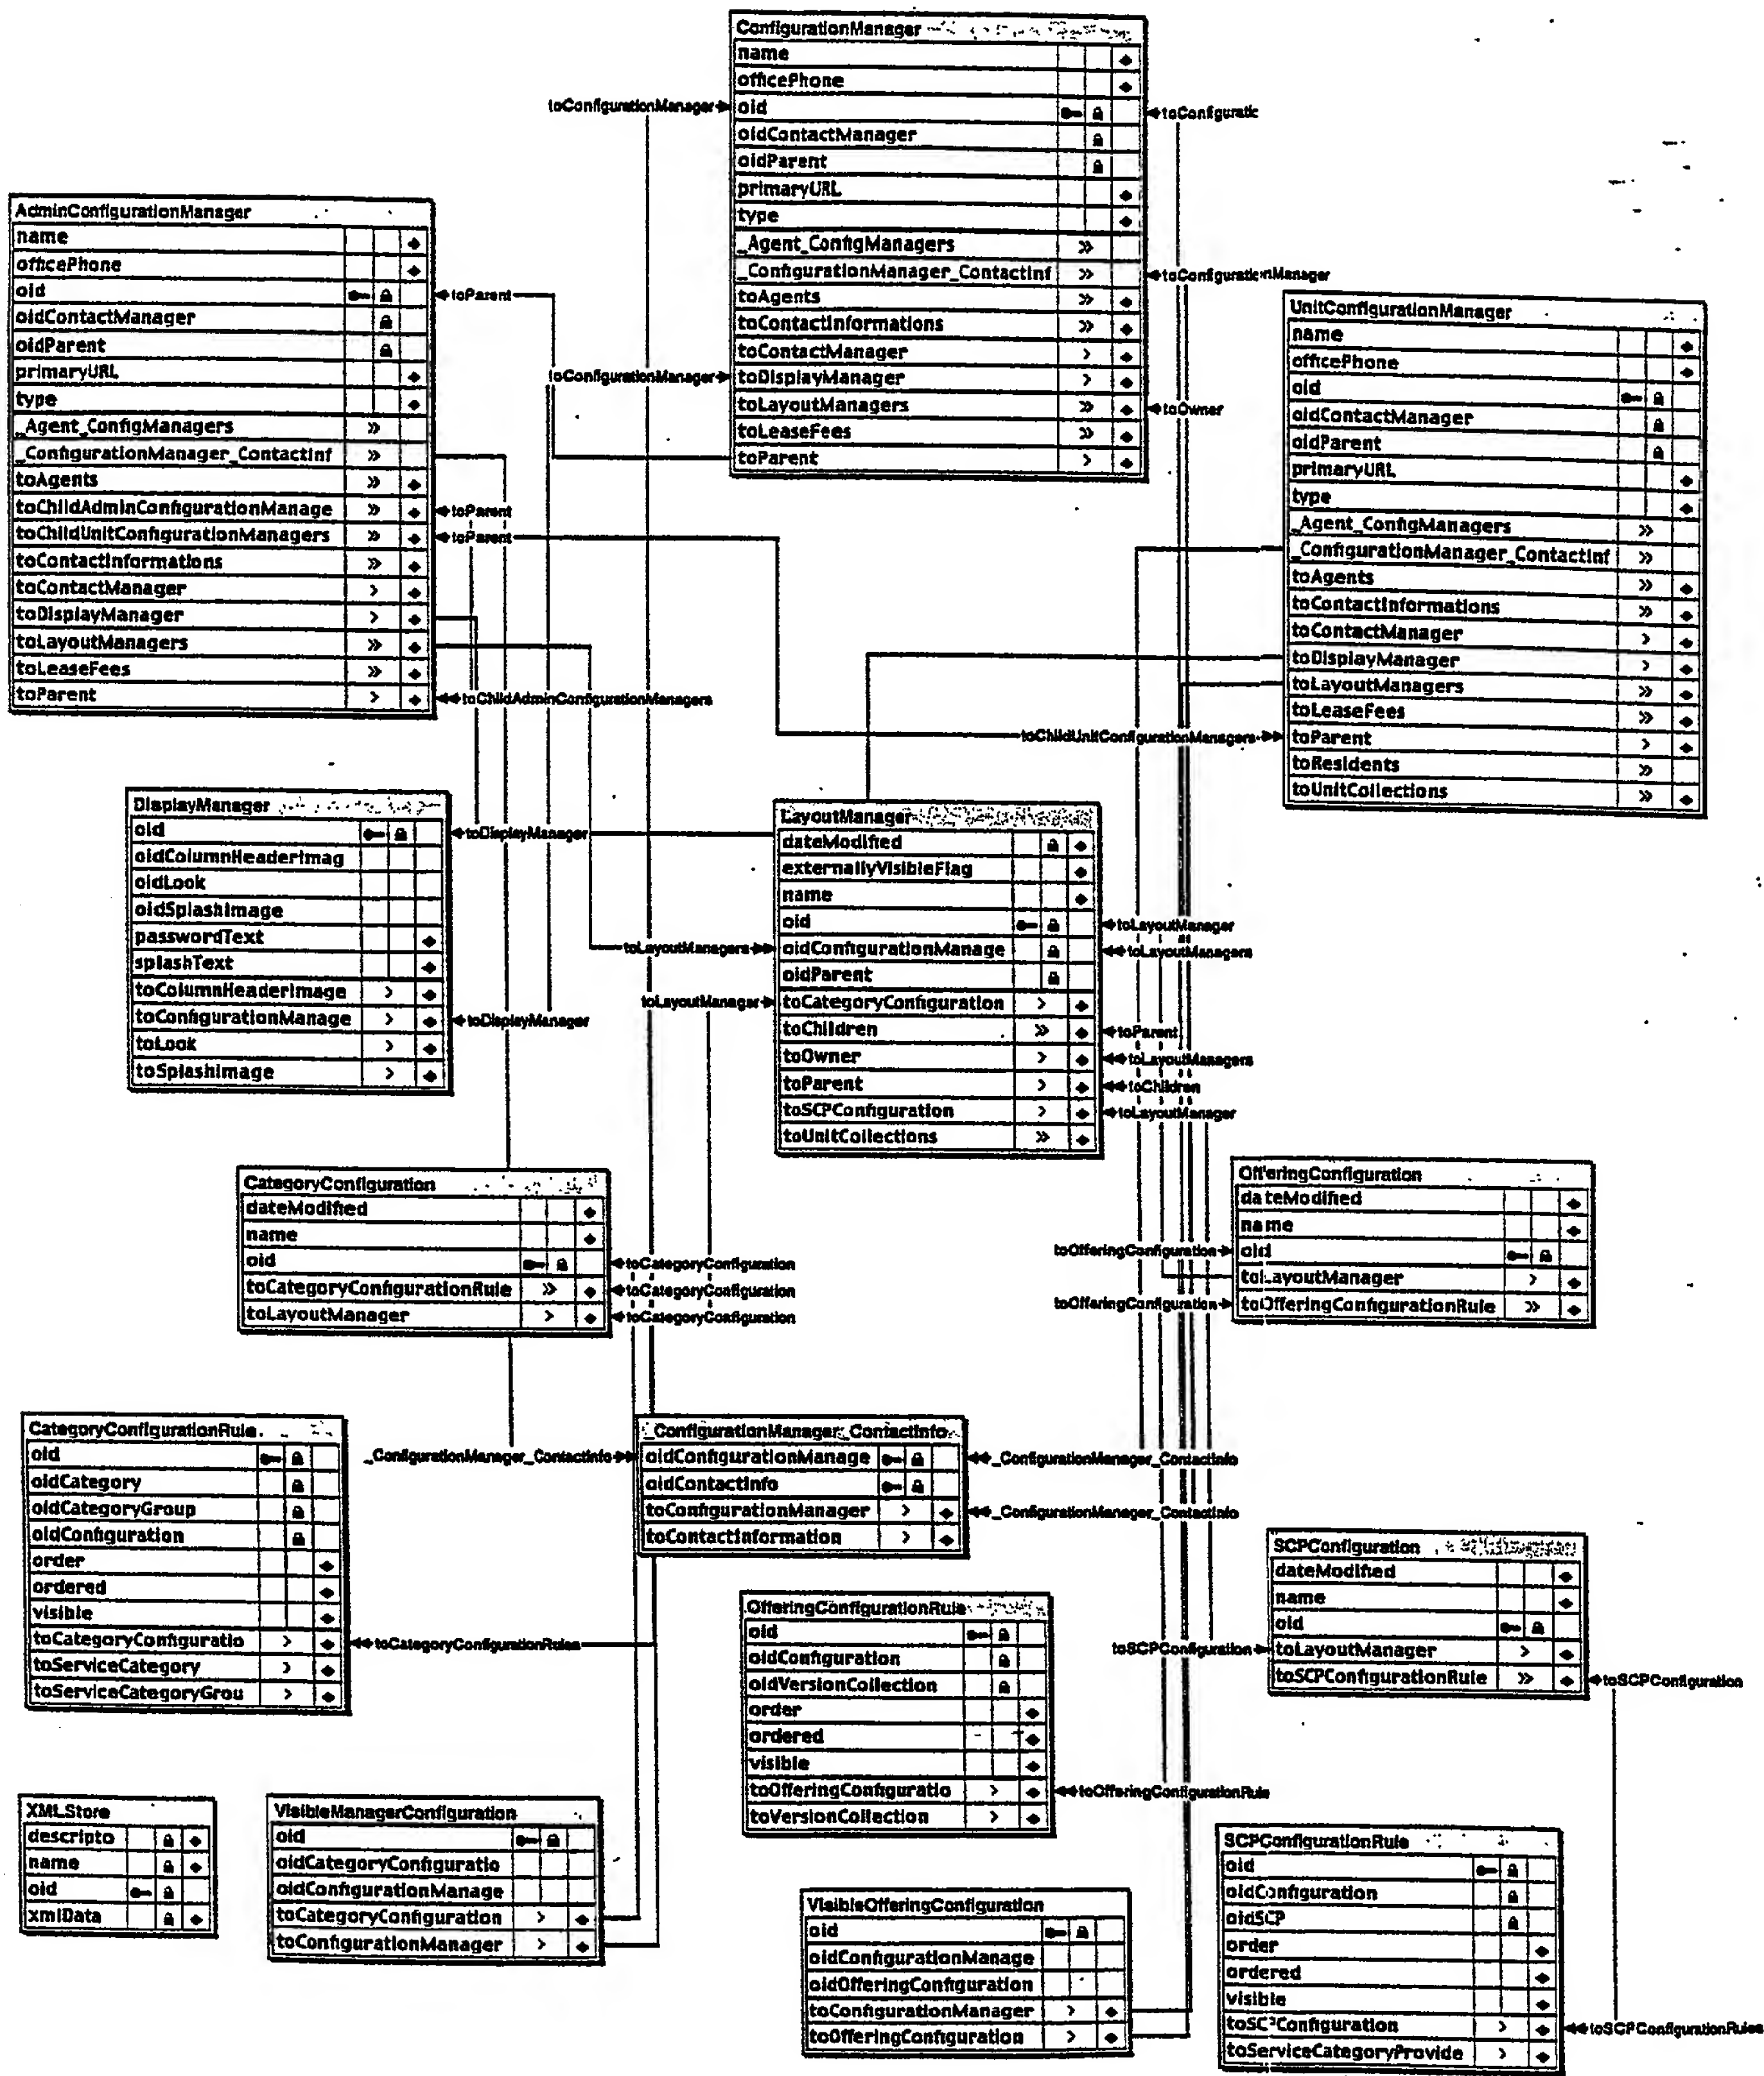 ConfigurationManager
name
officePhone
oid
oidContactManager
oidParent
primaryURL
type
_Agent_ConfigManagers
_ConfigurationManager_ContactInf
toAgents
toContactInformations
toContactManager
toDisplayManager
toLayoutManagers
toLeaseFees
toParent
toConfigurationManager
toConfiguratic
toConfigurationManager
toConfigurationManager
toOwner
AdminConfigurationManager
name
officePhone
oid
oidContactManager
oidParent
primaryURL
type
_Agent_ConfigManagers
_ConfigurationManager_ContactInf
toAgents
toChildAdminConfigurationManage
toChildUnitConfigurationManagers
toContactInformations
toContactManager
toDisplayManager
toLayoutManagers
toLeaseFees
toParent
toParent
toParent
toParent
toChildAdminConfigurationManagers
UnitConfigurationManager
name
officePhone
oid
oidContactManager
oidParent
primaryURL
type
_Agent_ConfigManagers
_ConfigurationManager_ContactInf
toAgents
toContactInformations
toContactManager
toDisplayManager
toLayoutManagers
toLeaseFees
toParent
toResidents
toUnitCollections
toChildUnitConfigurationManagers
DisplayManager
oid
oidColumnHeaderImag
oidLook
oidSplashImage
passwordText
splashText
toColumnHeaderImage
toConfigurationManage
toLook
toSplashImage
toDisplayManager
toDisplayManager
LayoutManager
dateModified
externallyVisibleFlag
name
oid
oidConfigurationManage
oidParent
toCategoryConfiguration
toChildren
toOwner
toParent
toSCPConfiguration
toUnitCollections
toLayoutManagers
toLayoutManager
toLayoutManager
toLayoutManagers
toParent
toLayoutManagers
toChildren
toLayoutManager
CategoryConfiguration
dateModified
name
oid
toCategoryConfigurationRule
toLayoutManager
toCategoryConfiguration
toCategoryConfiguration
toCategoryConfiguration
OfferingConfiguration
dateModified
name
oid
toLayoutManager
toOfferingConfigurationRule
toOfferingConfiguration
toOfferingConfiguration
CategoryConfigurationRule
oid
oidCategory
oidCategoryGroup
oidConfiguration
order
ordered
visible
toCategoryConfiguratio
toServiceCategory
toServiceCategoryGrou
toCategoryConfigurationRules
_ConfigurationManager_ContactInfo
oidConfigurationManage
oidContactInfo
toConfigurationManager
toContactInformation
_ConfigurationManager_ContactInfo
_ConfigurationManager_ContactInfo
_ConfigurationManager_ContactInfo
SCPConfiguration
dateModified
name
oid
toLayoutManager
toSCPConfigurationRule
toSCPConfiguration
toSCPConfiguration
OfferingConfigurationRule
oid
oidConfiguration
oidVersionCollection
order
ordered
visible
toOfferingConfiguratio
toVersionCollection
toOfferingConfigurationRule
XMLStore
descripto
name
oid
xmlData
VisibleManagerConfiguration
oid
oidCategoryConfiguratio
oidConfigurationManage
toCategoryConfiguration
toConfigurationManager
VisibleOfferingConfiguration
oid
oidConfigurationManage
oidOfferingConfiguration
toConfigurationManager
toOfferingConfiguration
SCPConfigurationRule
oid
oidConfiguration
oidSCP
order
ordered
visible
toSCPConfiguration
toServiceCategoryProvide
toSCPConfigurationRules